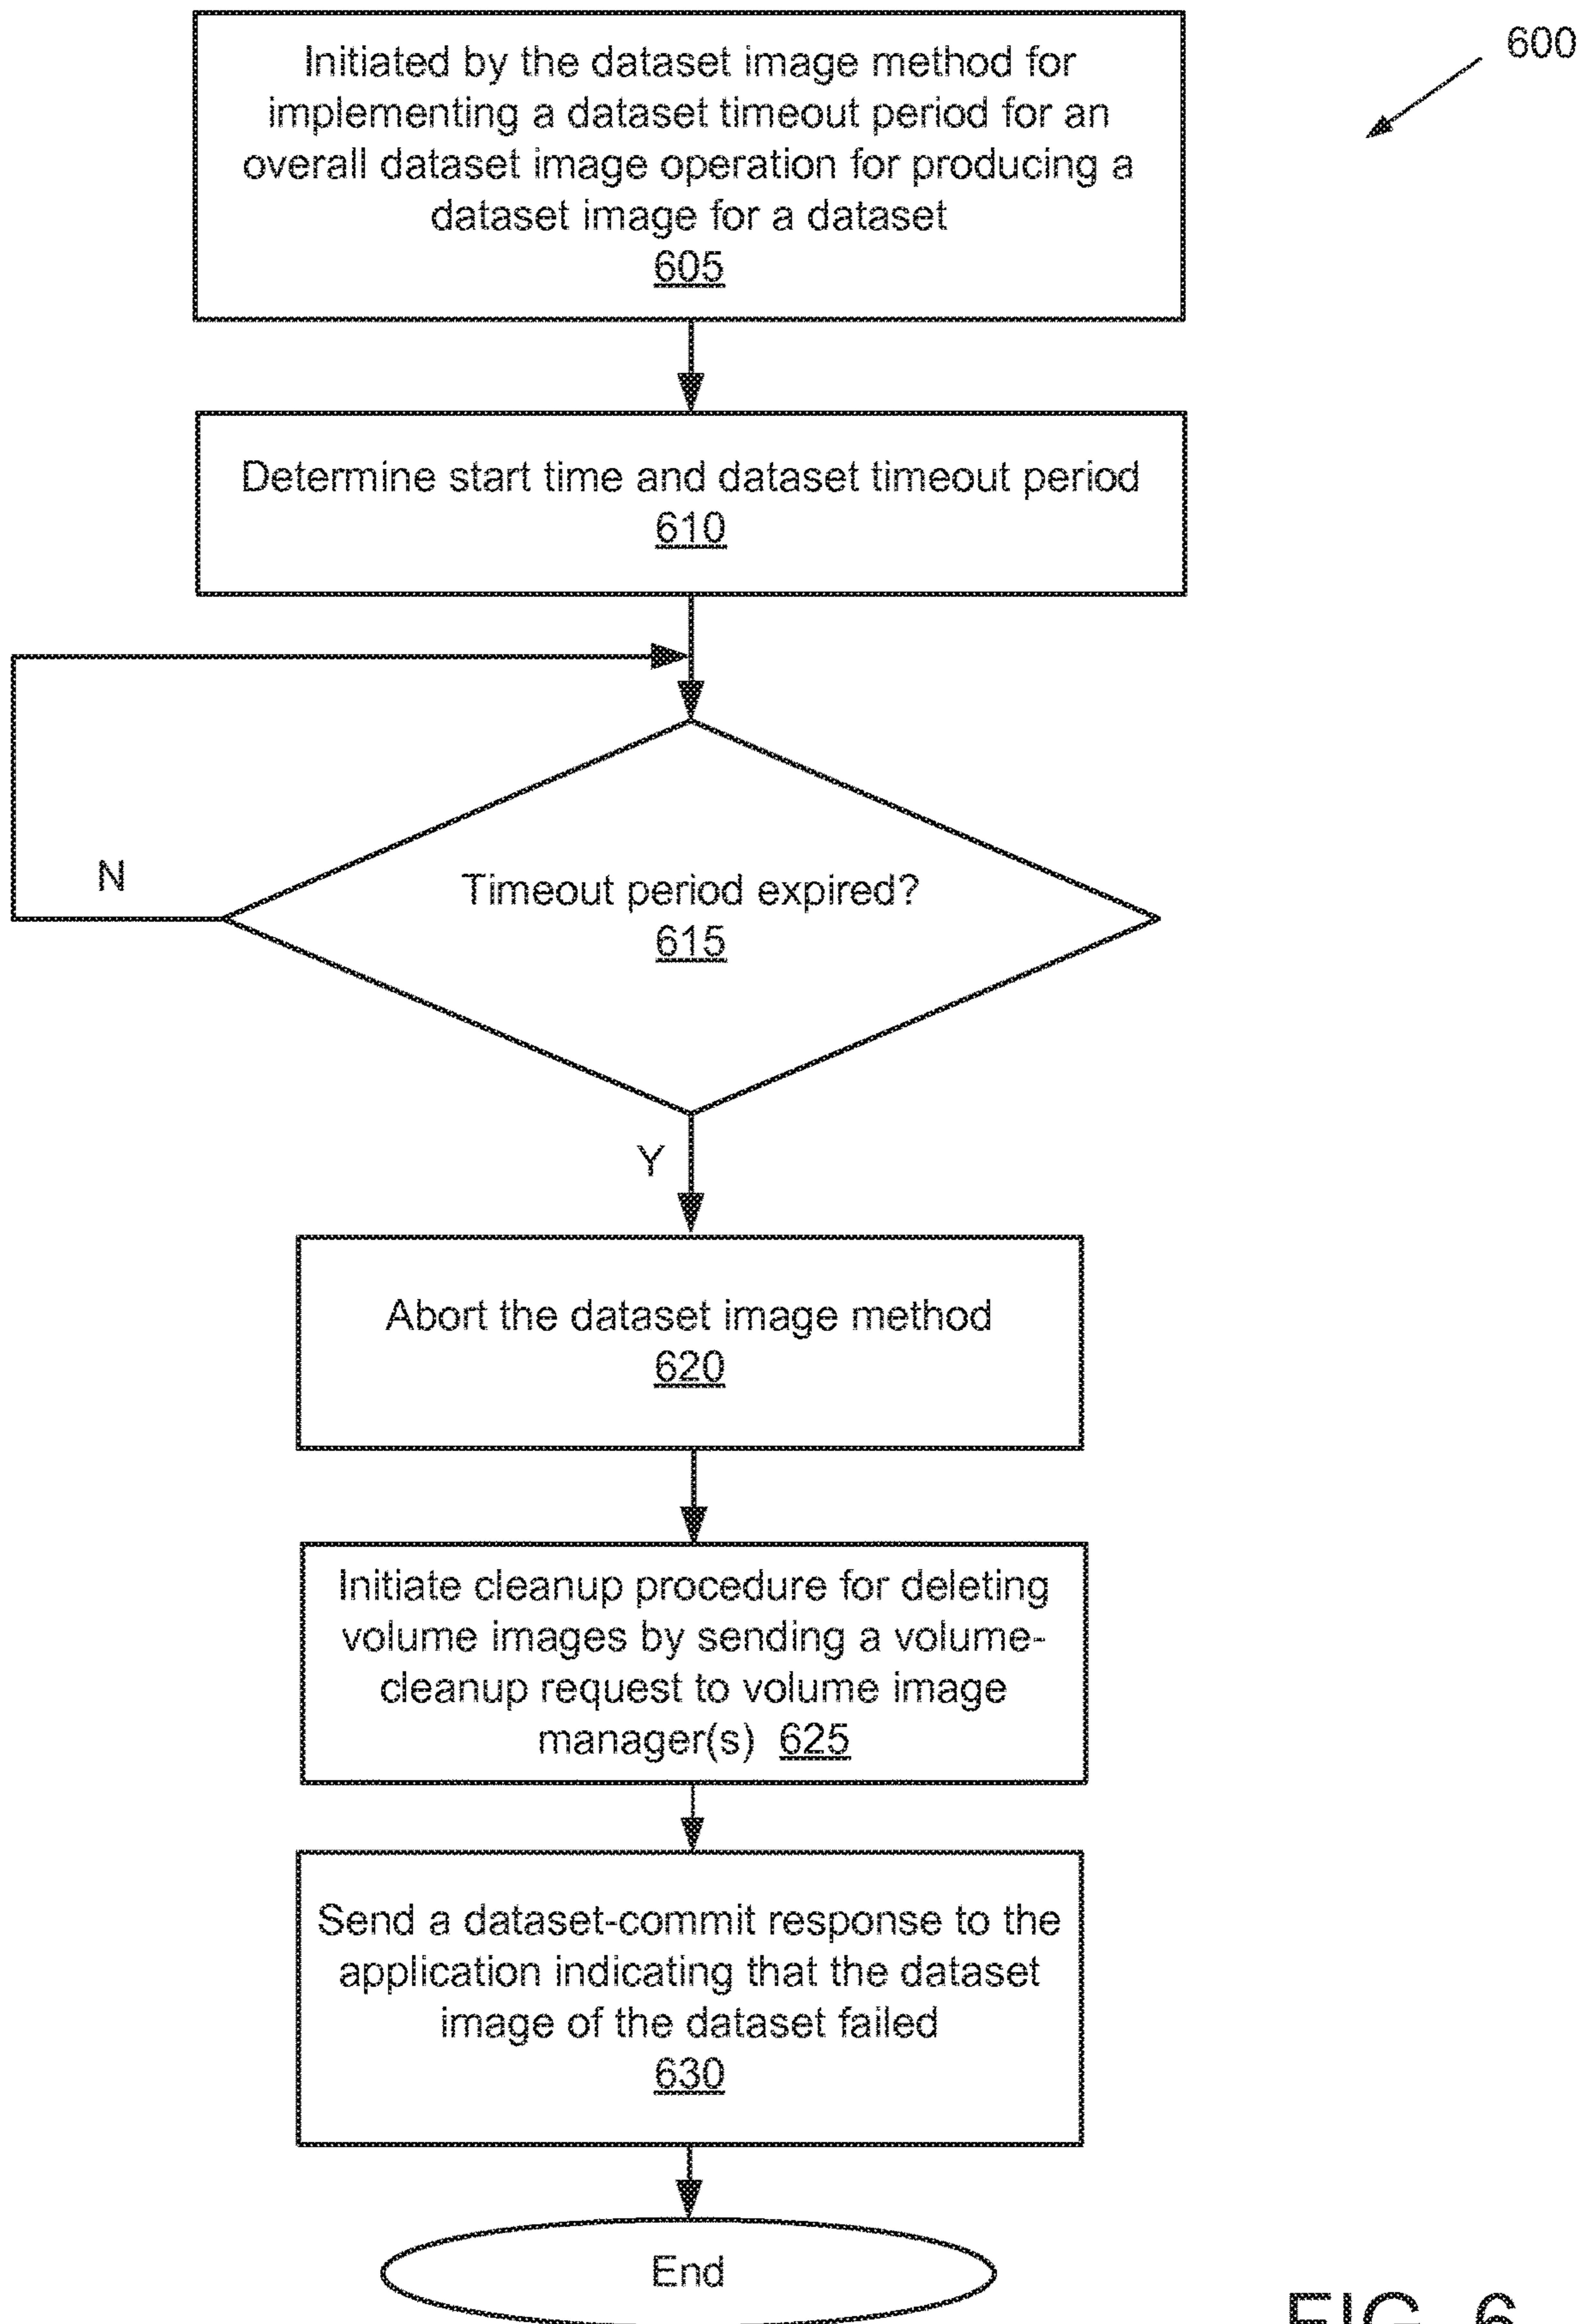 600
Initiated by the dataset image method for
implementing a dataset timeout period for an
overall dataset image operation for producing a
dataset image for a dataset
605
Determine start time and dataset timeout period
610
N
Timeout period expired?
615
Y
Abort the dataset image method
620
Initiate cleanup procedure for deleting
volume images by sending a volume-
cleanup request to volume image
manager(s) 625
Send a dataset-commit response to the
application indicating that the dataset
image of the dataset failed
630
End
FIG. 6